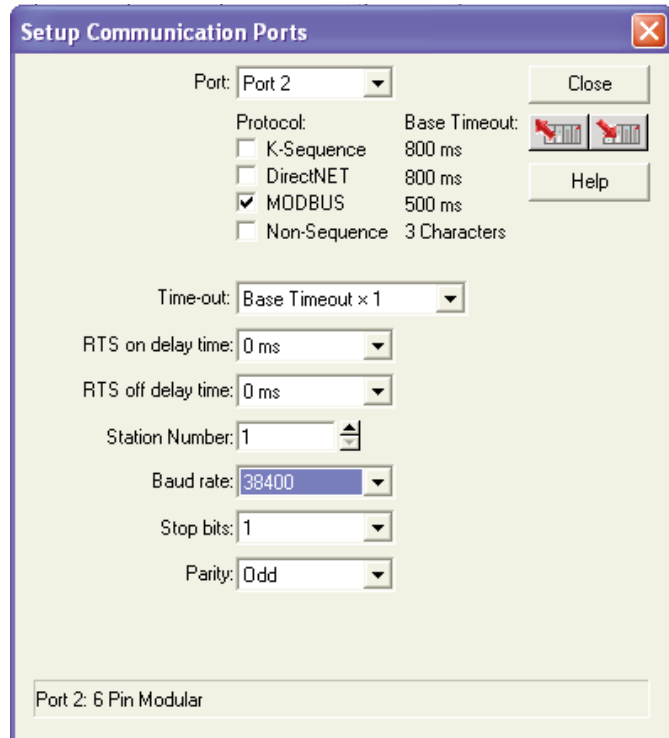 Setup Communication Ports
Port: Port 2 Close
Protocol: Base Timeout:
K-Sequence 800 ms
DirectNET 800 ms Help
MODBUS 500 ms
Non-Sequence 3 Characters
Time-out: Base Timeout × 1
RTS on delay time: 0 ms
RTS off delay time: 0 ms
Station Number: 1
Baud rate: 38400
Stop bits: 1
Parity: Odd
Port 2: 6 Pin Modular